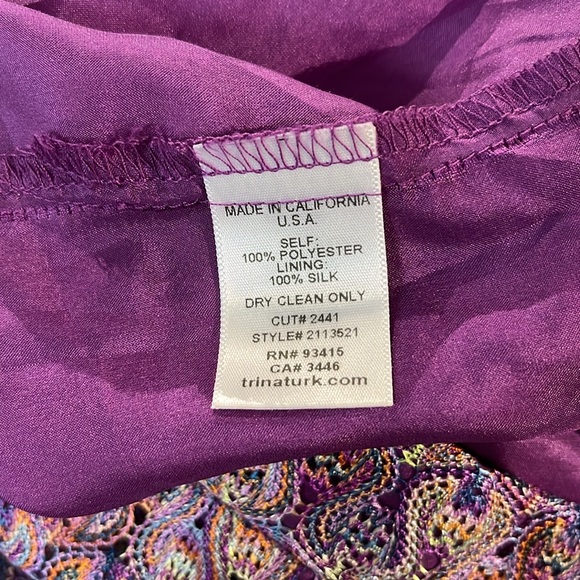 MADE IN CALIFORNIA
U.S.A.
SELF:
100% POLYESTER
LINING:
100% SILK
DRY CLEAN ONLY
CUT# 2441
STYLE# 2113521
RN# 93415
CA# 3446
trinaturk.com